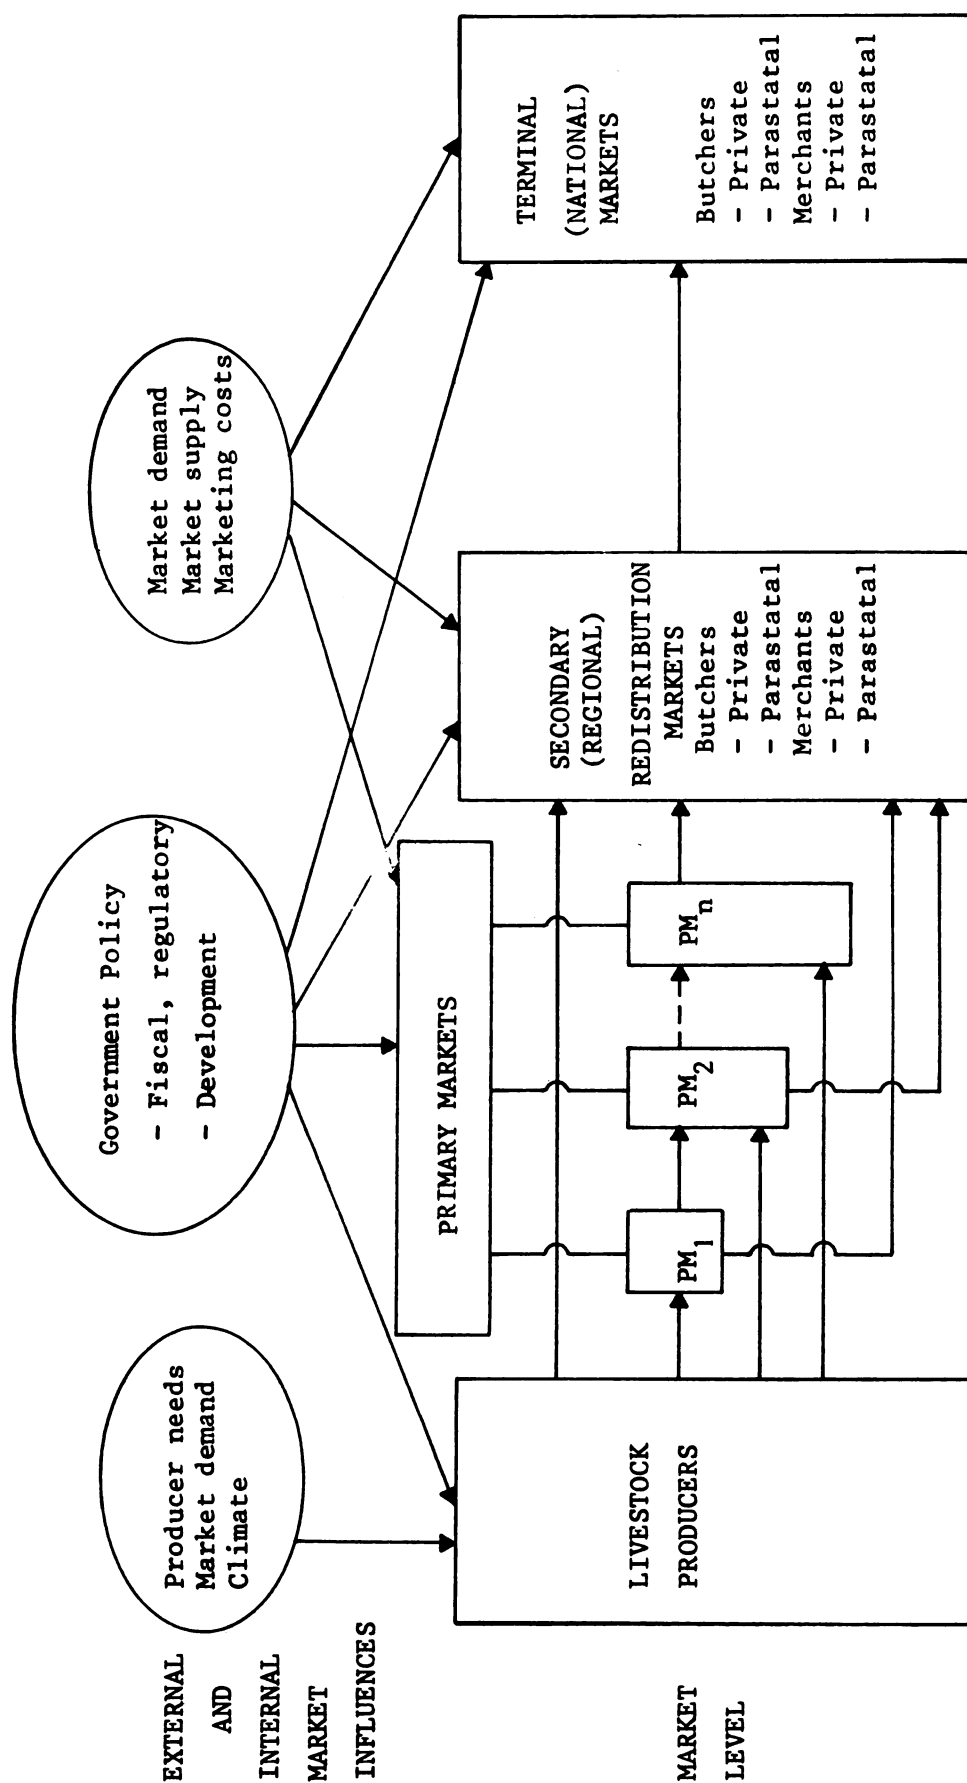 EXTERNAL
AND
INTERNAL
MARKET
INFLUENCES
Producer needs
Market demand
Climate
Government Policy
- Fiscal, regulatory
- Development
Market demand
Market supply
Marketing costs
PRIMARY MARKETS
MARKET
LEVEL
LIVESTOCK
PRODUCERS
PM1
PM2
PMn
SECONDARY
(REGIONAL)
REDISTRIBUTION
MARKETS
Butchers
- Private
- Parastatal
Merchants
- Private
- Parastatal
TERMINAL
(NATIONAL)
MARKETS
Butchers
- Private
- Parastatal
Merchants
- Private
- Parastatal